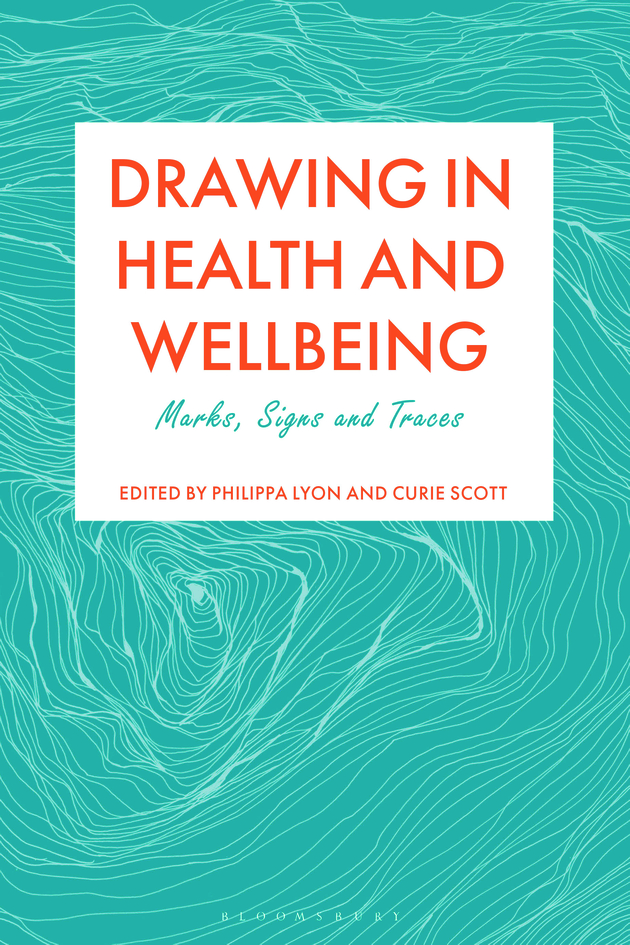 DRAWING IN
HEALTH AND
WELLBEING
Marks, Signs and Traces
EDITED BY PHILIPPA LYON AND CURIE SCOTT
BLOOMSBURY